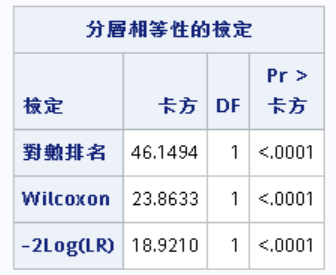 分層相等性的檢定
檢定 卡方 DF Pr > 卡方
對數排名 46.1494 1 <.0001
Wilcoxon 23.8633 1 <.0001
-2Log(LR) 18.9210 1 <.0001